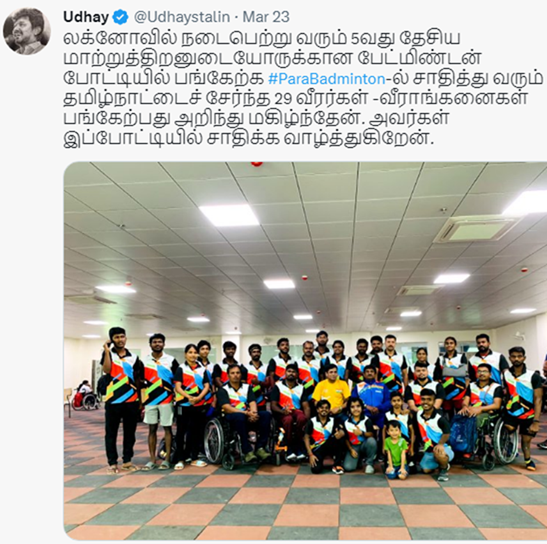 Udhay @Udhaystalin · Mar 23
லக்னோவில் நடைபெற்று வரும் 5வது தேசிய
மாற்றுத்திறனுடையோருக்கான பேட்மிண்டன்
போட்டியில் பங்கேற்க #ParaBadminton-ல் சாதித்து வரும்
தமிழ்நாட்டைச் சேர்ந்த 29 வீரர்கள் -வீராங்கனைகள்
பங்கேற்பது அறிந்து மகிழ்ந்தேன். அவர்கள்
இப்போட்டியில் சாதிக்க வாழ்த்துகிறேன்.